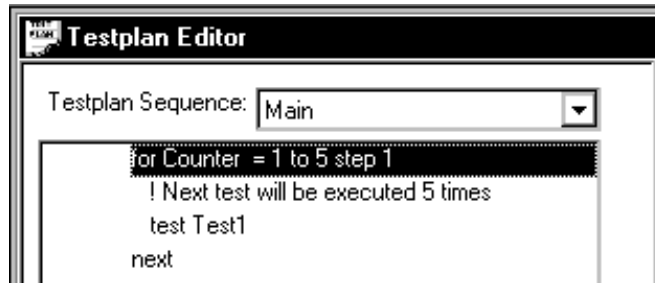 Testplan Editor
Testplan Sequence: Main
for Counter = 1 to 5 step 1
! Next test will be executed 5 times
test Test1
next